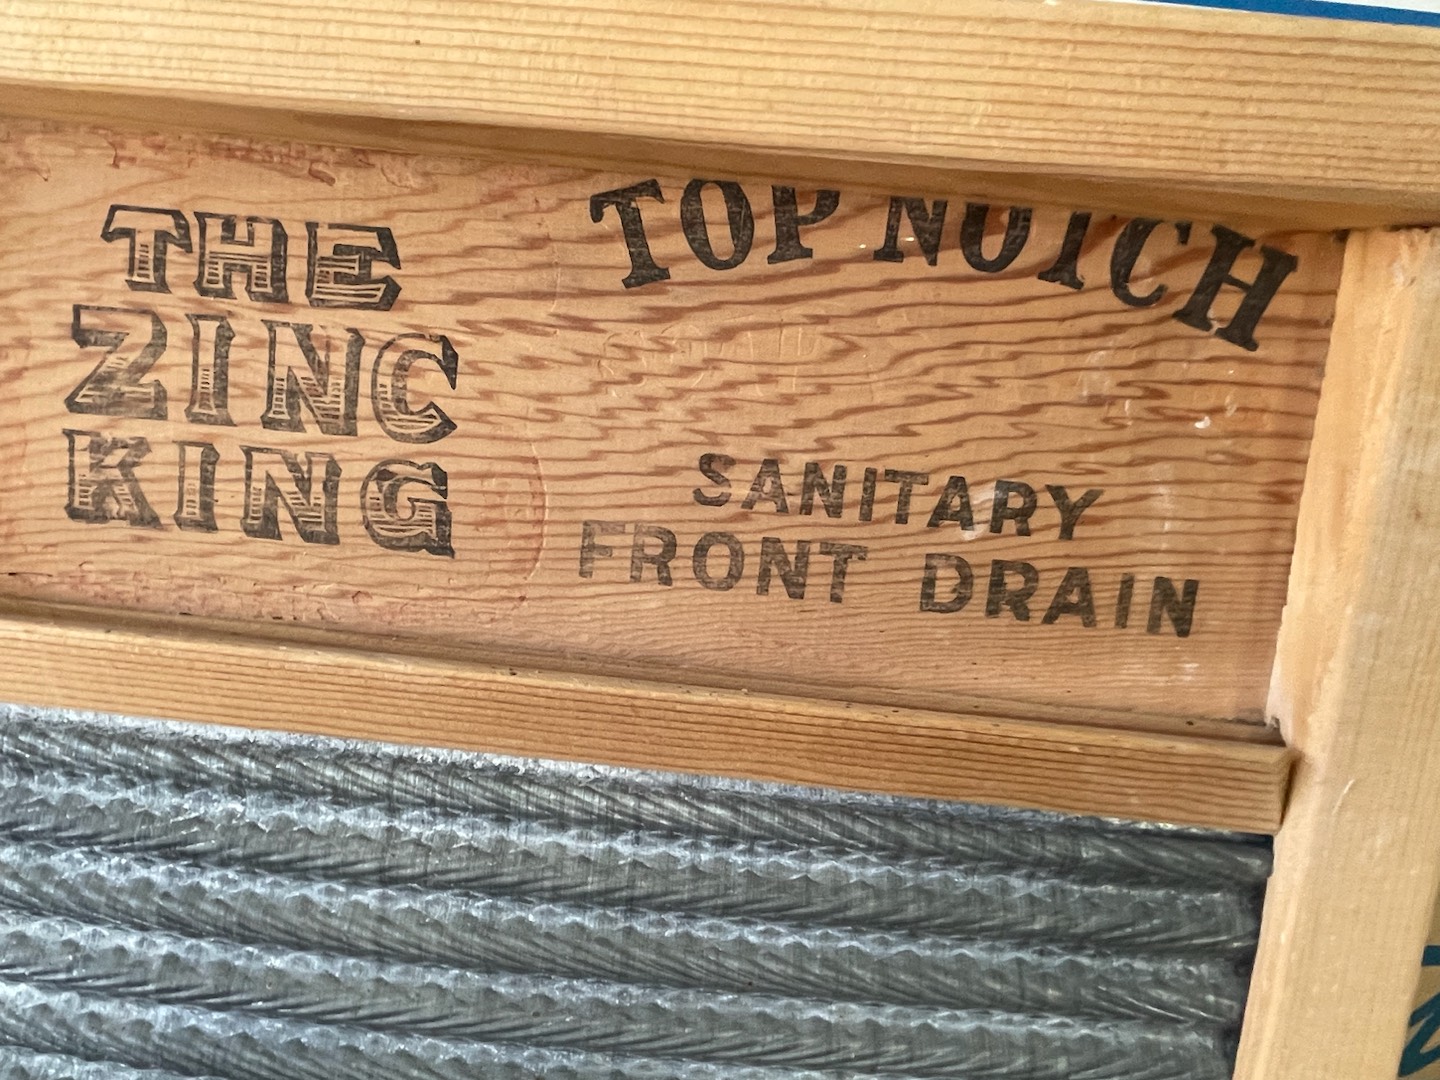 THE
ZINC
KING
TOP NOTCH
SANITARY
FRONT DRAIN